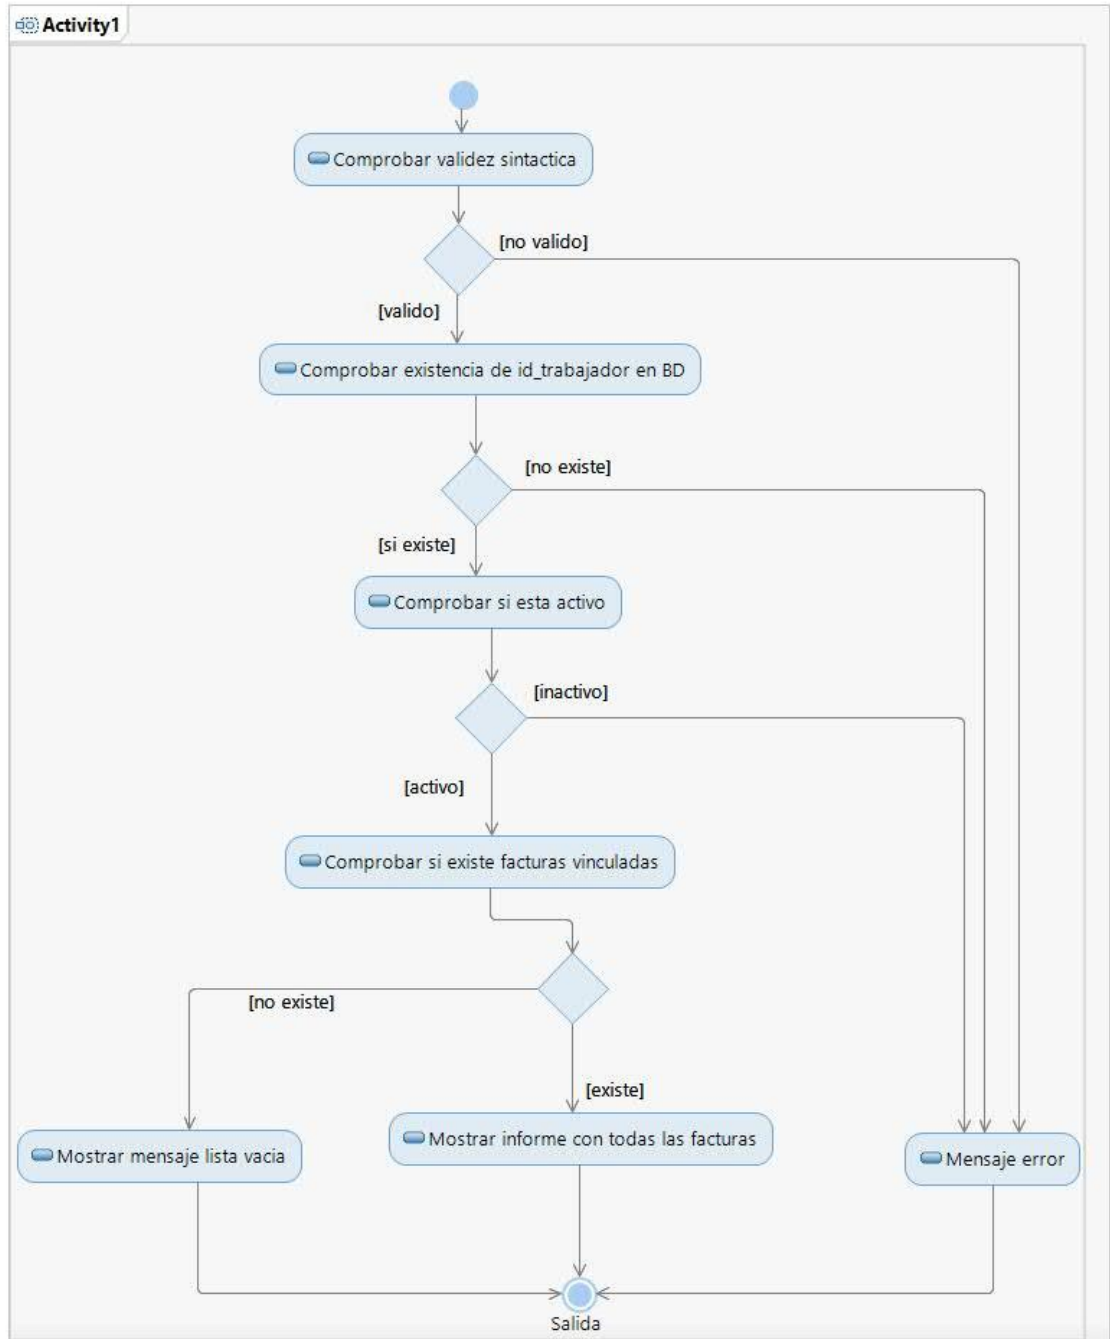 Activity1
Comprobar validez sintactica
[no valido]
[valido]
Comprobar existencia de id_trabajador en BD
[no existe]
[si existe]
Comprobar si esta activo
[inactivo]
[activo]
Comprobar si existe facturas vinculadas
[no existe]
[existe]
Mostrar informe con todas las facturas
Mostrar mensaje lista vacia
Mensaje error
Salida